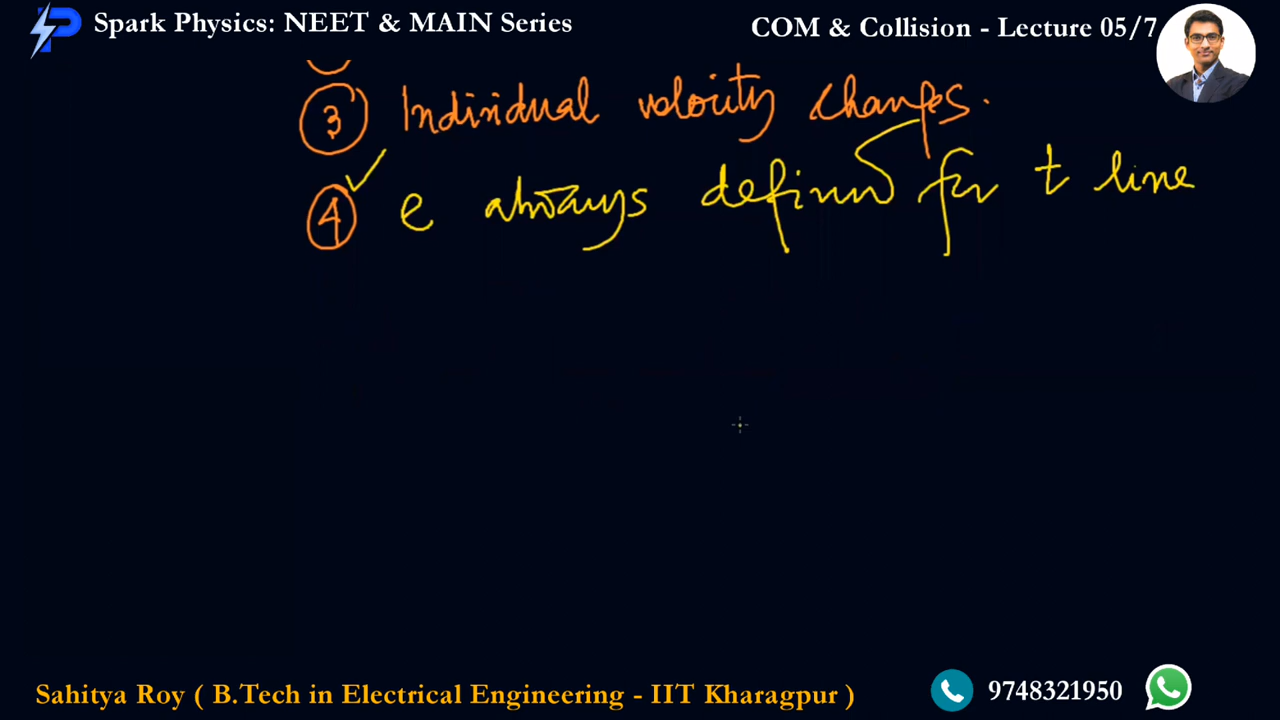 Spark Physics: NEET & MAIN Series
COM & Collision - Lecture 05/7
③ Individual velocity changes.
④ ✓ e always defined for t line
Sahitya Roy ( B.Tech in Electrical Engineering - IIT Kharagpur )
9748321950